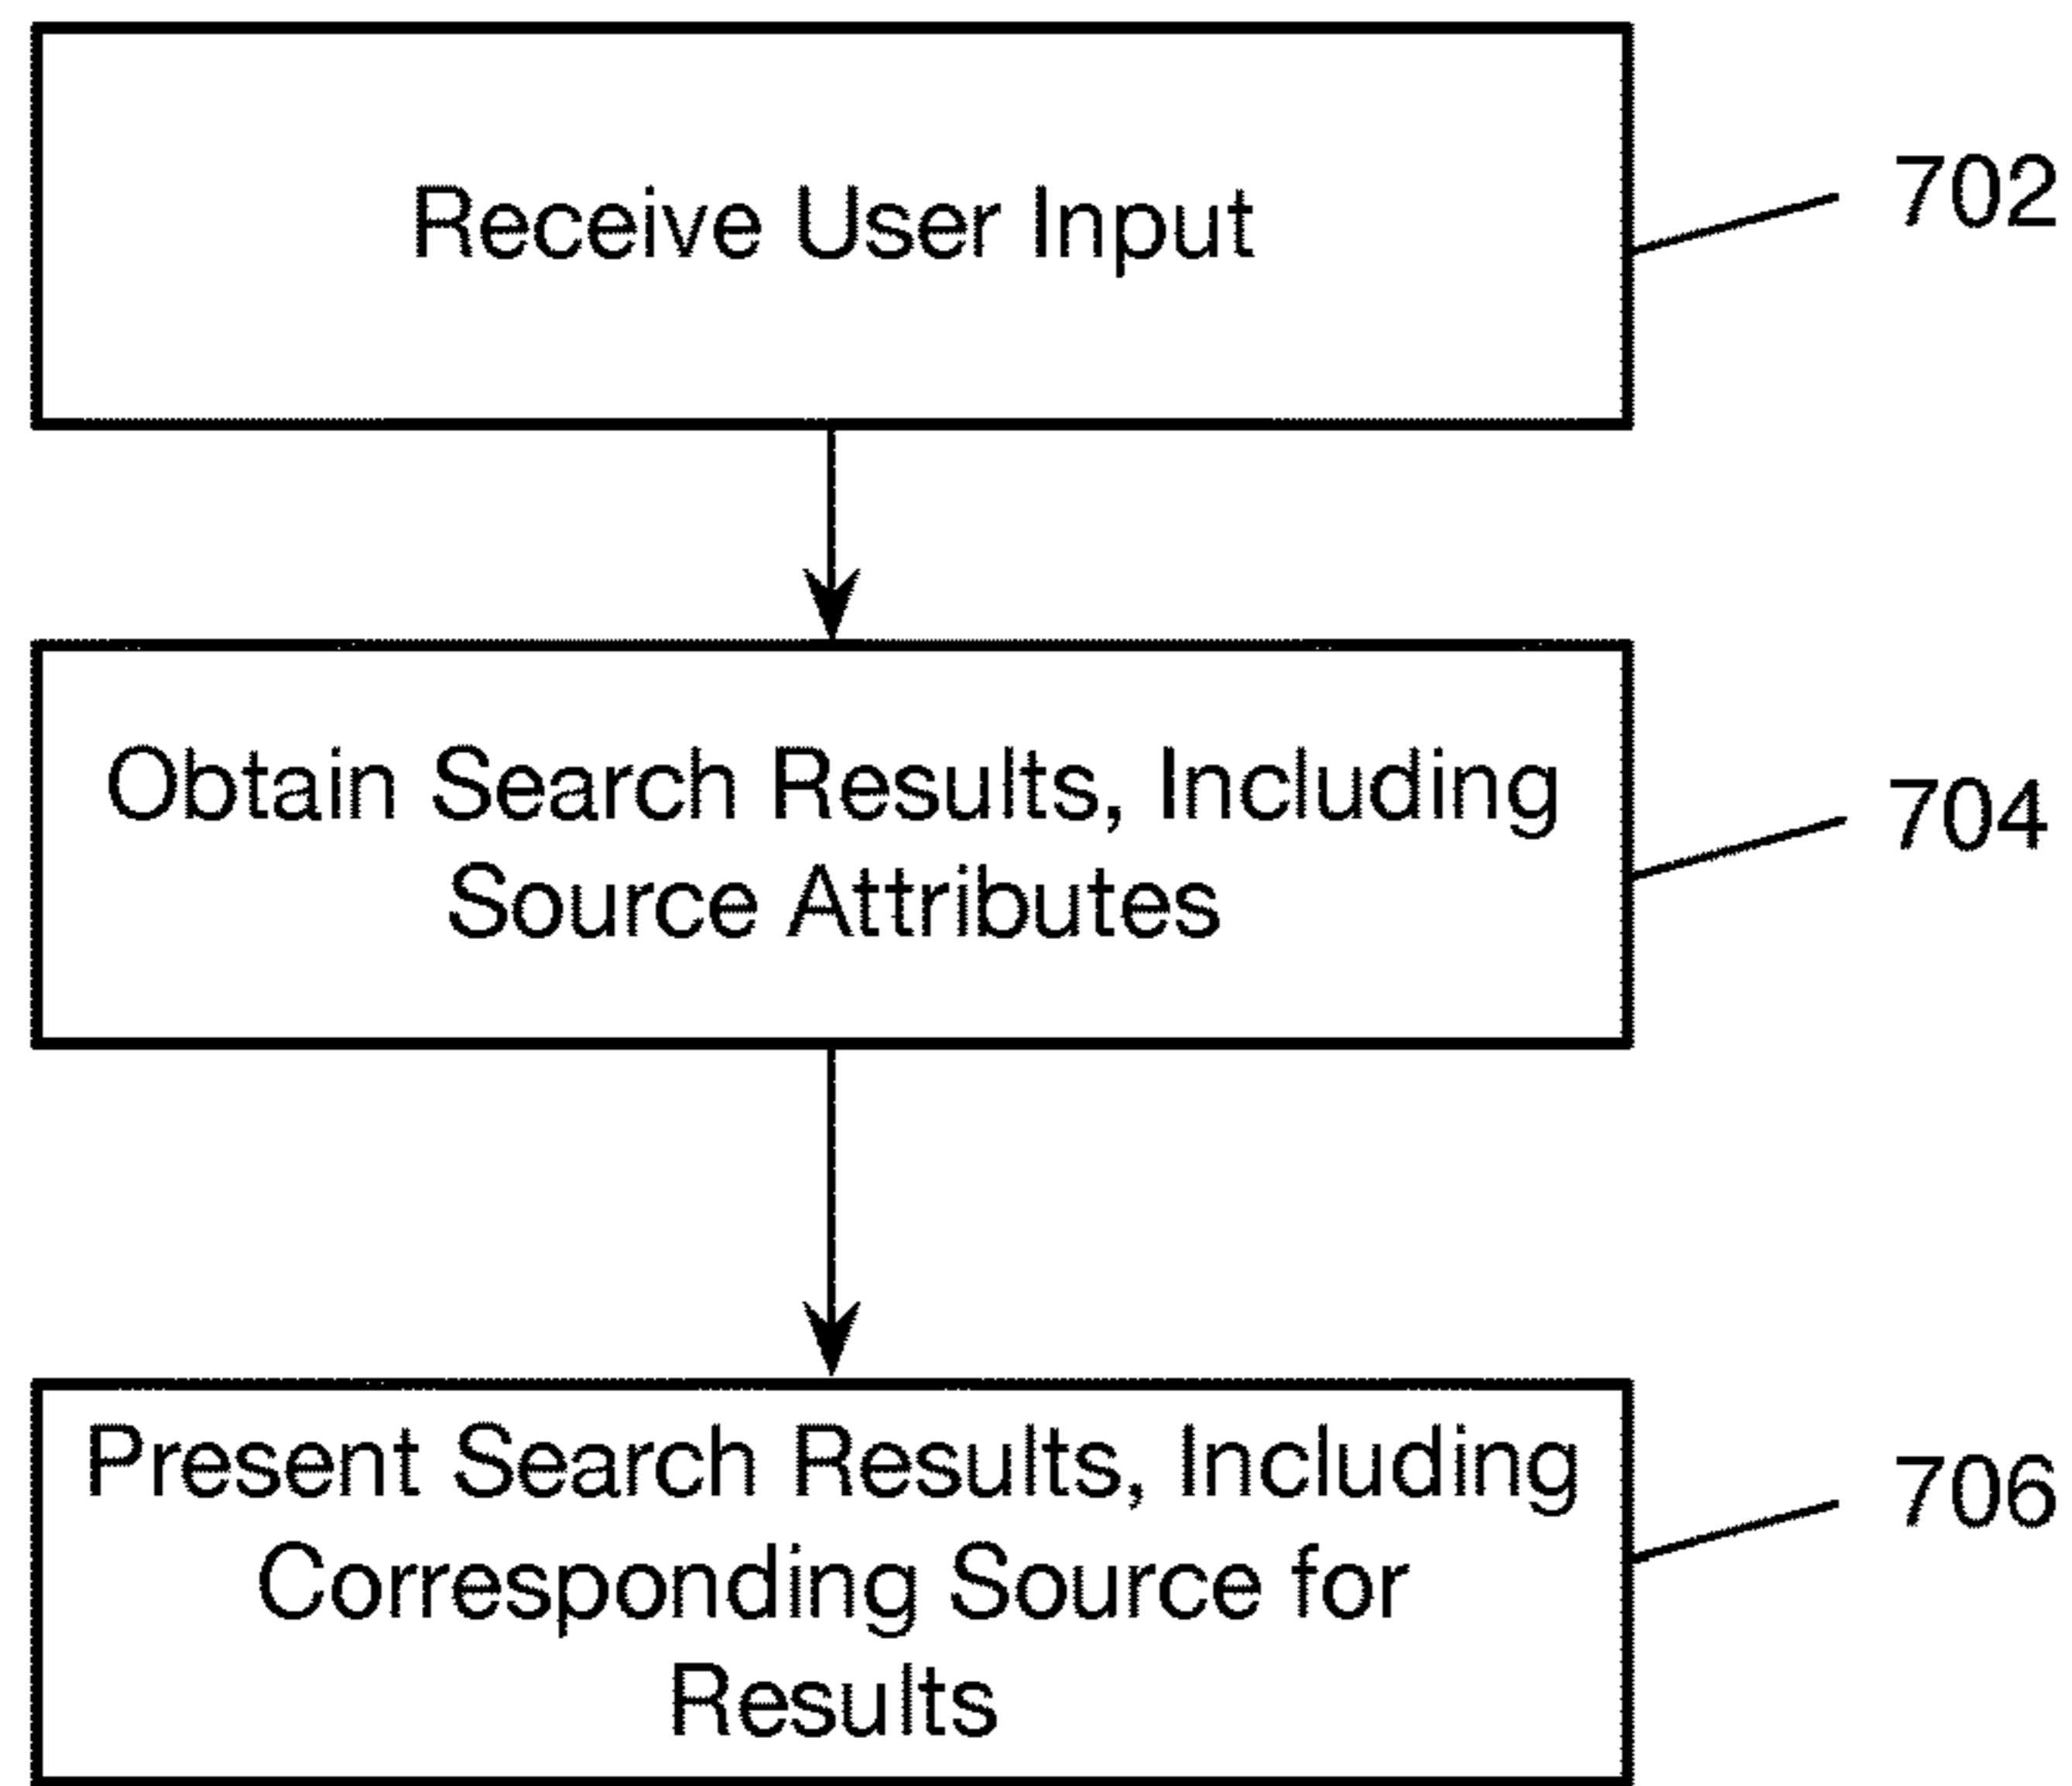 Receive User Input
702
Obtain Search Results, Including
Source Attributes
704
Present Search Results, Including
Corresponding Source for
Results
706